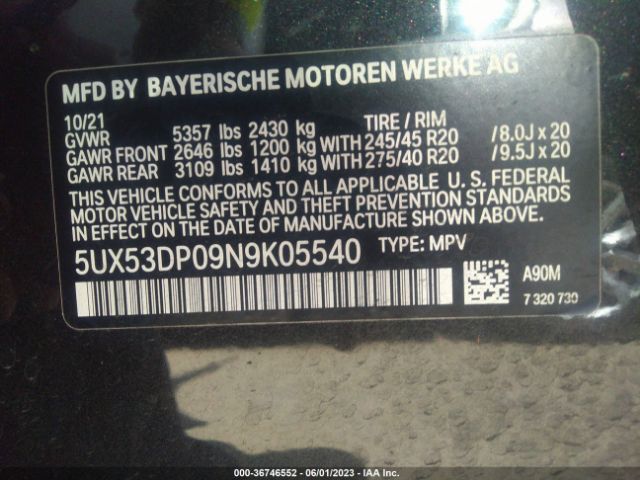 MFD BY BAYERISCHE MOTOREN WERKE AG
10/21 TIRE / RIM
GVWR 5357 lbs 2430 kg
GAWR FRONT 2646 lbs 1200 kg WITH 245/45 R20 /8.0J x 20
GAWR REAR 3109 lbs 1410 kg WITH 275/40 R20 /9.5J x 20
THIS VEHICLE CONFORMS TO ALL APPLICABLE U. S. FEDERAL
MOTOR VEHICLE SAFETY AND THEFT PREVENTION STANDARDS
IN EFFECT ON THE DATE OF MANUFACTURE SHOWN ABOVE.
5UX53DP09N9K05540 TYPE: MPV
A90M
7 320 730
000-36746552 - 06/01/2023 - IAA Inc.